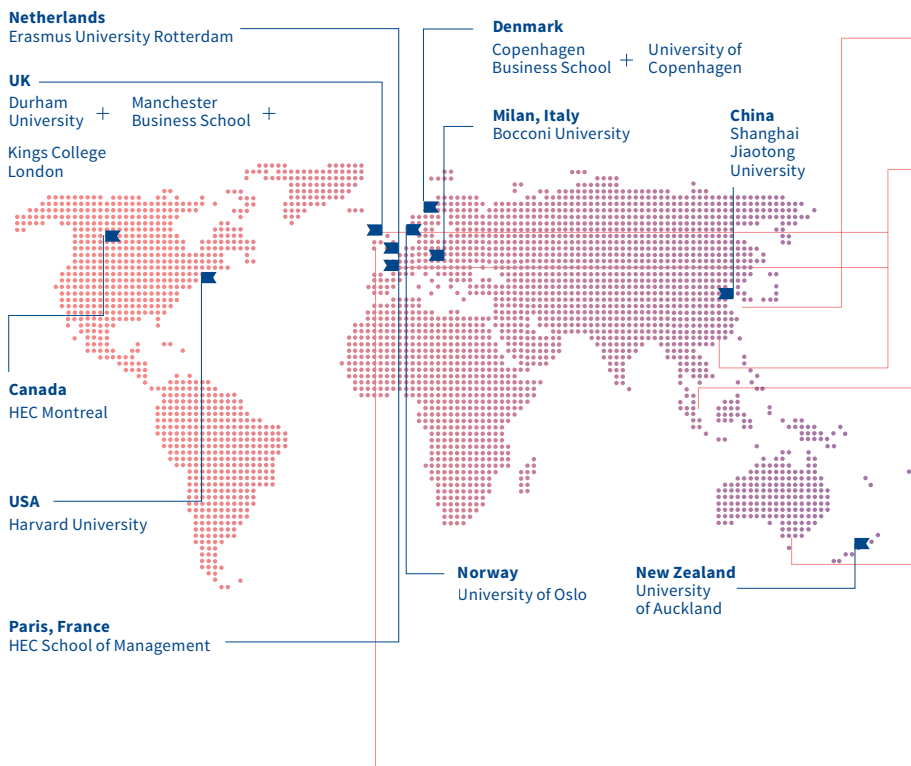 Netherlands
Erasmus University Rotterdam
UK
Durham
University
+
Manchester
Business School
+
Kings College
London
Denmark
Copenhagen
Business School
+
University of
Copenhagen
Milan, Italy
Bocconi University
China
Shanghai
Jiaotong
University
Canada
HEC Montreal
USA
Harvard University
Norway
University of Oslo
New Zealand
University
of Auckland
Paris, France
HEC School of Management